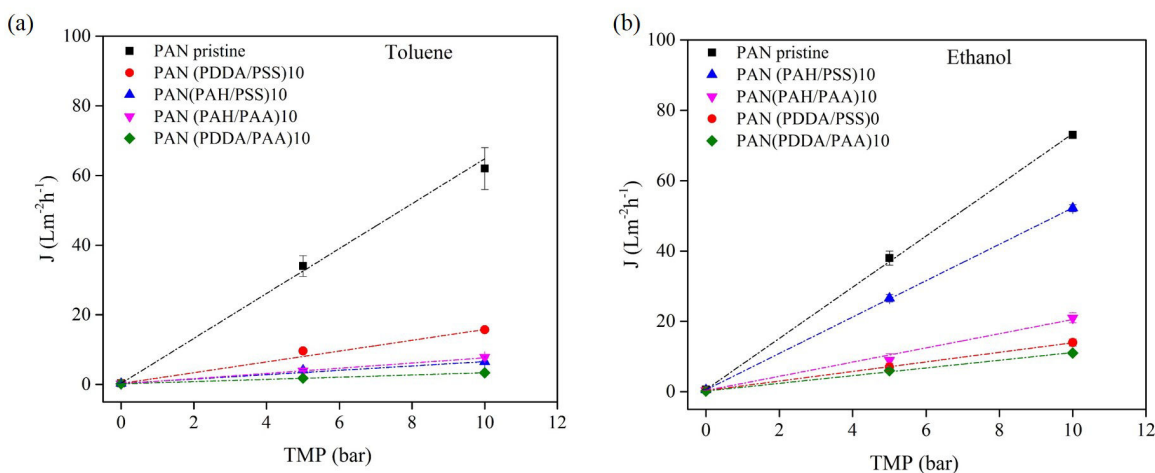 (a)
100
80
60
40
20
0
J (Lm-2h-1)
PAN pristine
PAN (PDDA/PSS)10
PAN(PAH/PSS)10
PAN (PAH/PAA)10
PAN (PDDA/PAA)10
Toluene
0 2 4 6 8 10 12
TMP (bar)
(b)
100
80
60
40
20
0
J (Lm-2h-1)
PAN pristine
PAN (PAH/PSS)10
PAN(PAH/PAA)10
PAN (PDDA/PSS)0
PAN(PDDA/PAA)10
Ethanol
0 2 4 6 8 10 12
TMP (bar)